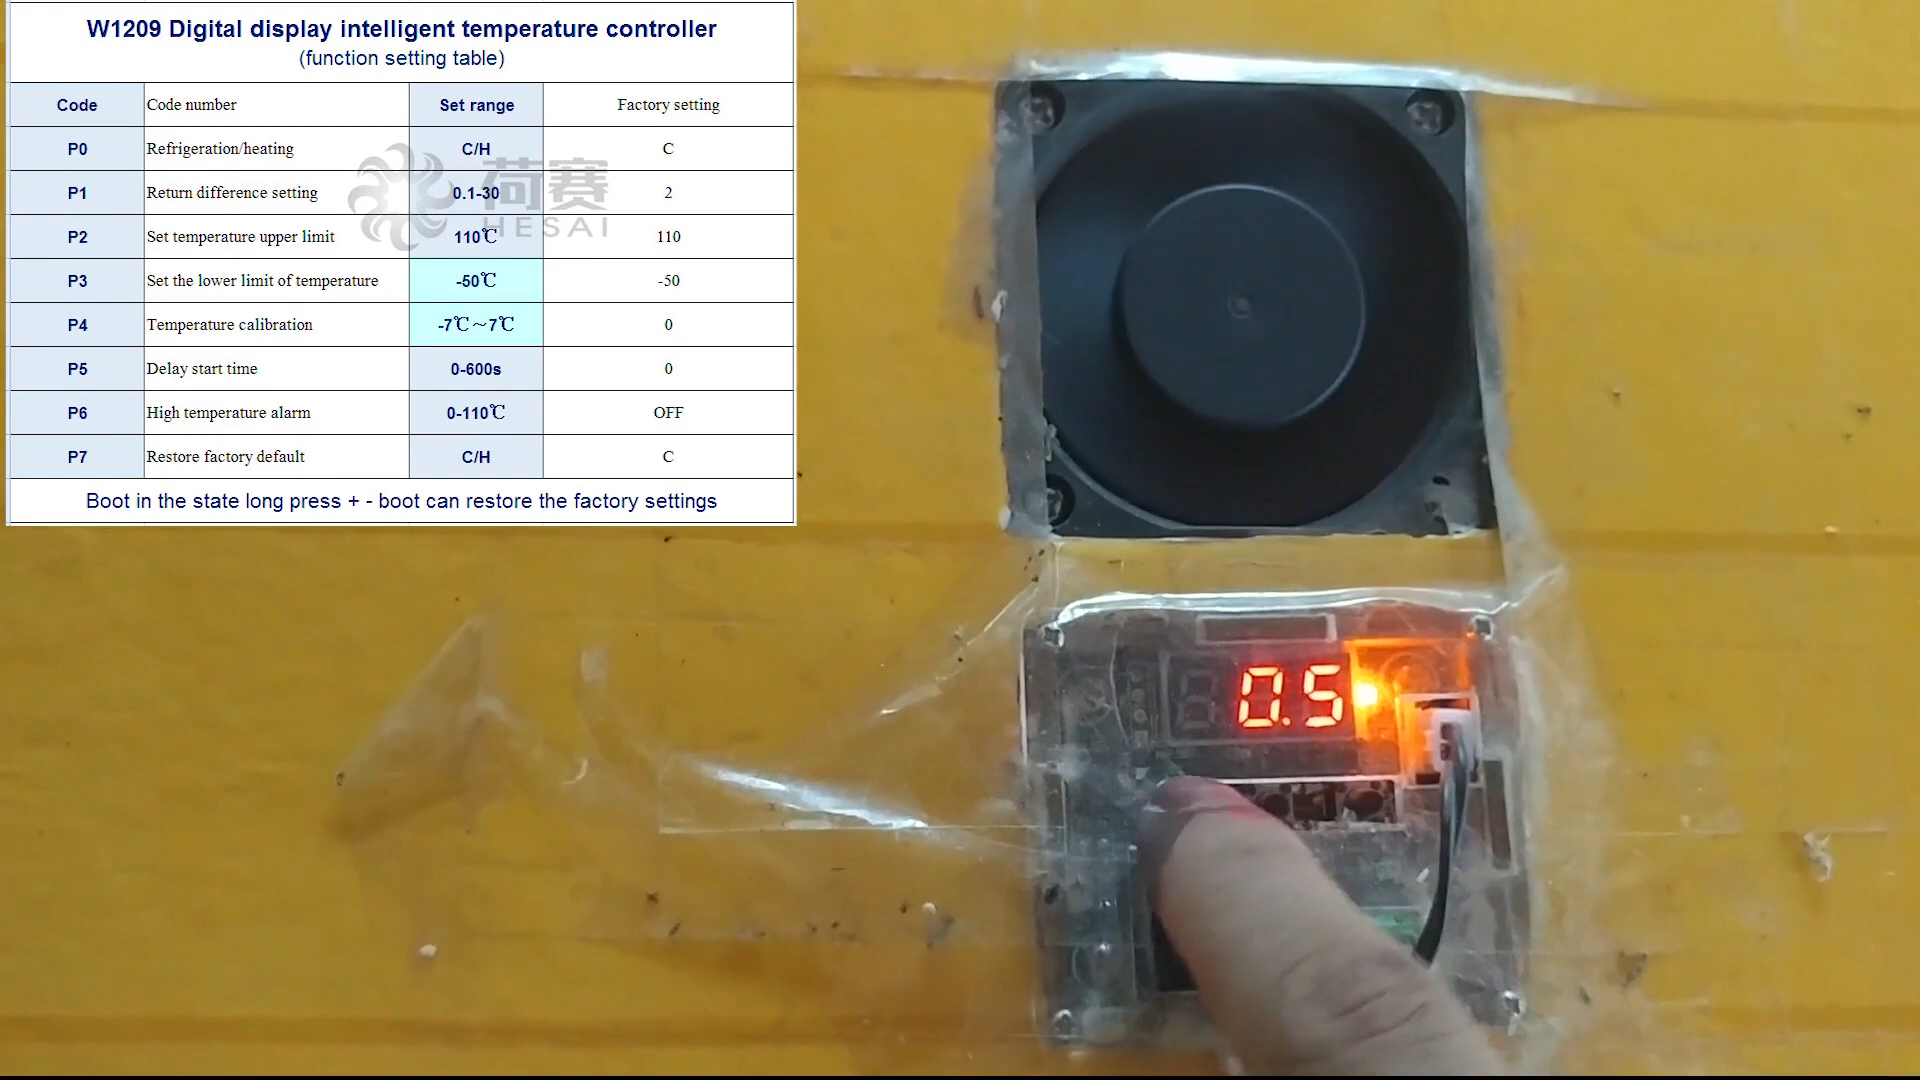 W1209 Digital display intelligent temperature controller
(function setting table)
Code Code number Set range Factory setting
P0 Refrigeration/heating C/H C
P1 Return difference setting 0.1-30 2
P2 Set temperature upper limit 110℃ 110
P3 Set the lower limit of temperature -50℃ -50
P4 Temperature calibration -7℃～7℃ 0
P5 Delay start time 0-600s 0
P6 High temperature alarm 0-110℃ OFF
P7 Restore factory default C/H C
Boot in the state long press + - boot can restore the factory settings
荷赛
HESAI
0.5